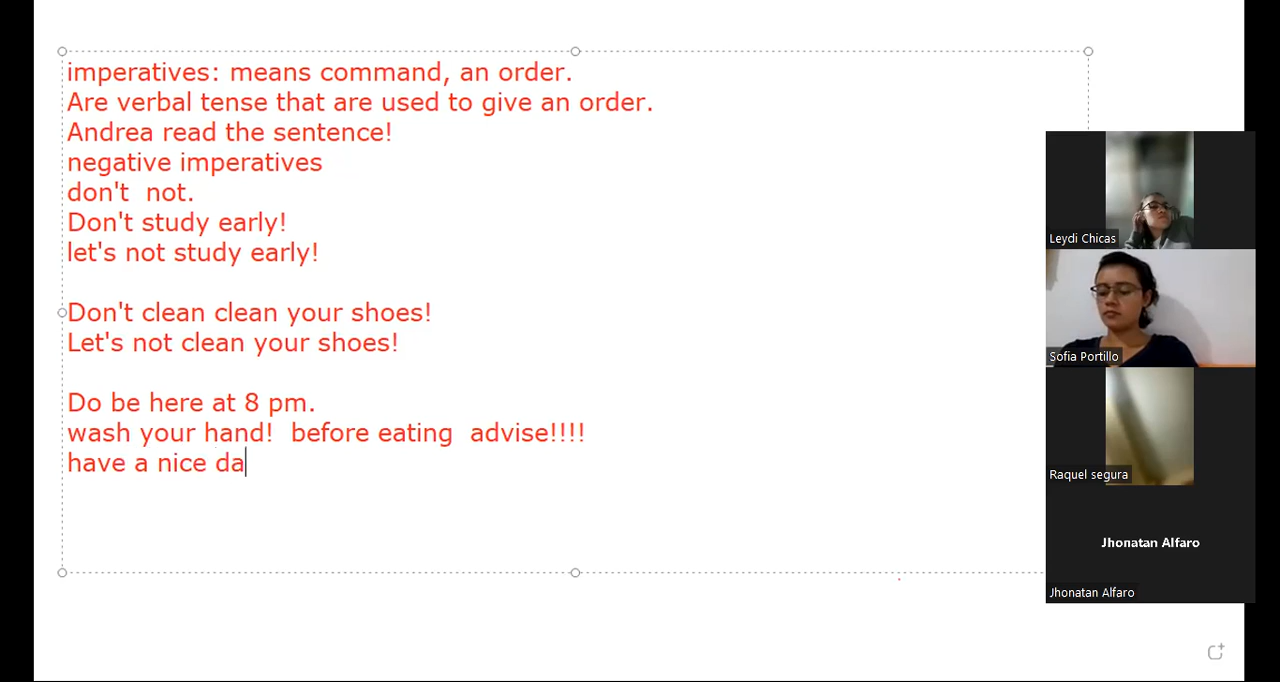 imperatives: means command, an order.
Are verbal tense that are used to give an order.
Andrea read the sentence!
negative imperatives
don't  not.
Don't study early!
let's not study early!
Don't clean clean your shoes!
Let's not clean your shoes!
Do be here at 8 pm.
wash your hand!  before eating  advise!!!!
have a nice da
Leydi Chicas
Sofia Portillo
Raquel segura
Jhonatan Alfaro
Jhonatan Alfaro